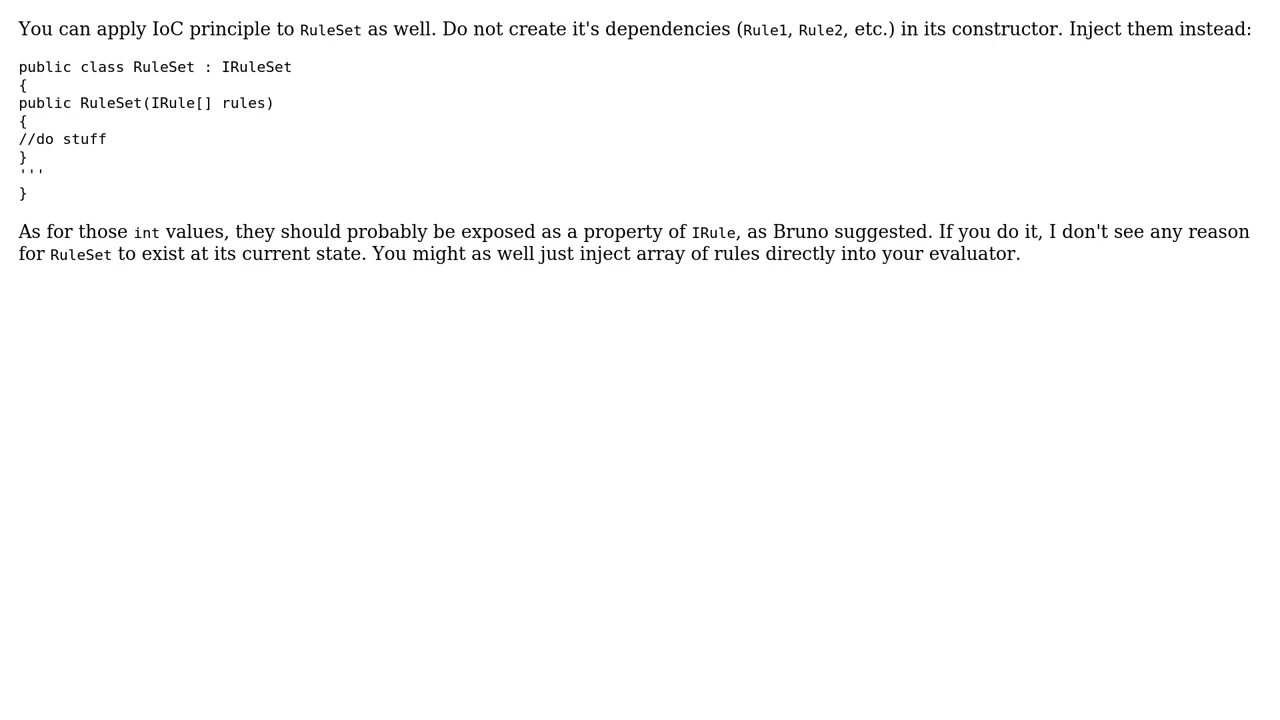 You can apply IoC principle to RuleSet as well. Do not create it's dependencies (Rule1, Rule2, etc.) in its constructor. Inject them instead:
public class RuleSet : IRuleSet
{
public RuleSet(IRule[] rules)
{
//do stuff
}
'''
}
As for those int values, they should probably be exposed as a property of IRule, as Bruno suggested. If you do it, I don't see any reason
for RuleSet to exist at its current state. You might as well just inject array of rules directly into your evaluator.